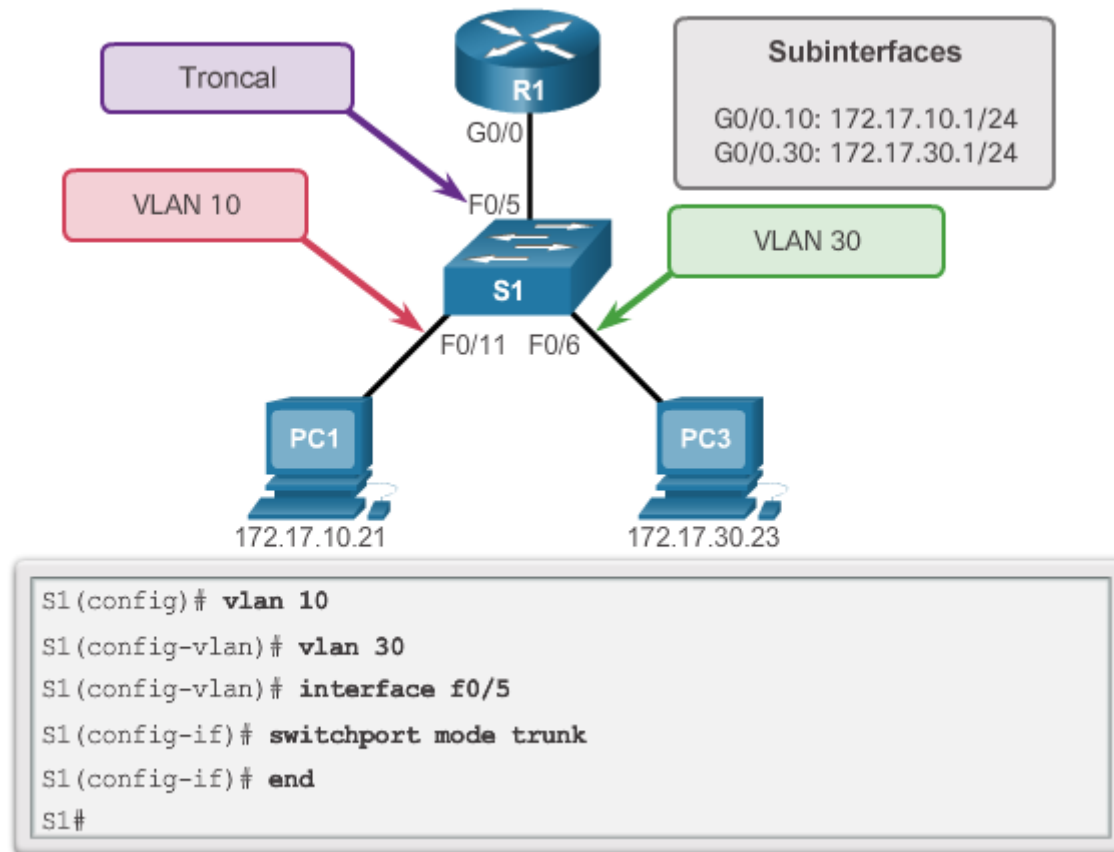 Troncal
R1
G0/0
Subinterfaces
G0/0.10: 172.17.10.1/24
G0/0.30: 172.17.30.1/24
VLAN 10
F0/5
VLAN 30
S1
F0/11 F0/6
PC1
PC3
172.17.10.21
172.17.30.23
S1(config)# vlan 10
S1(config-vlan)# vlan 30
S1(config-vlan)# interface f0/5
S1(config-if)# switchport mode trunk
S1(config-if)# end
S1#